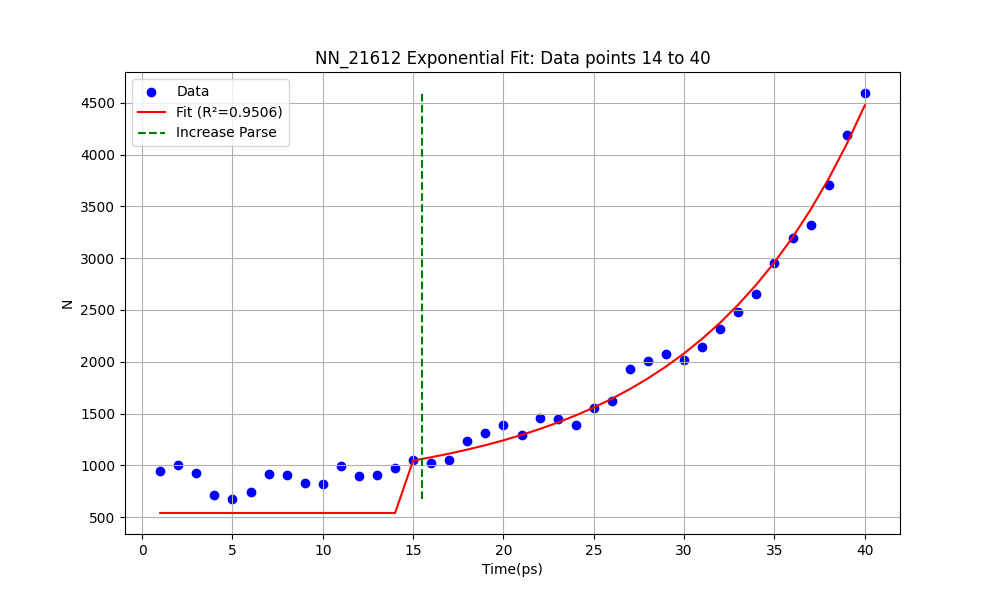 NN_21612 Exponential Fit: Data points 14 to 40
Data
Fit (R²=0.9506)
Increase Parse
4500
4000
3500
3000
2500
2000
1500
1000
500
N
0 5 10 15 20 25 30 35 40
Time(ps)